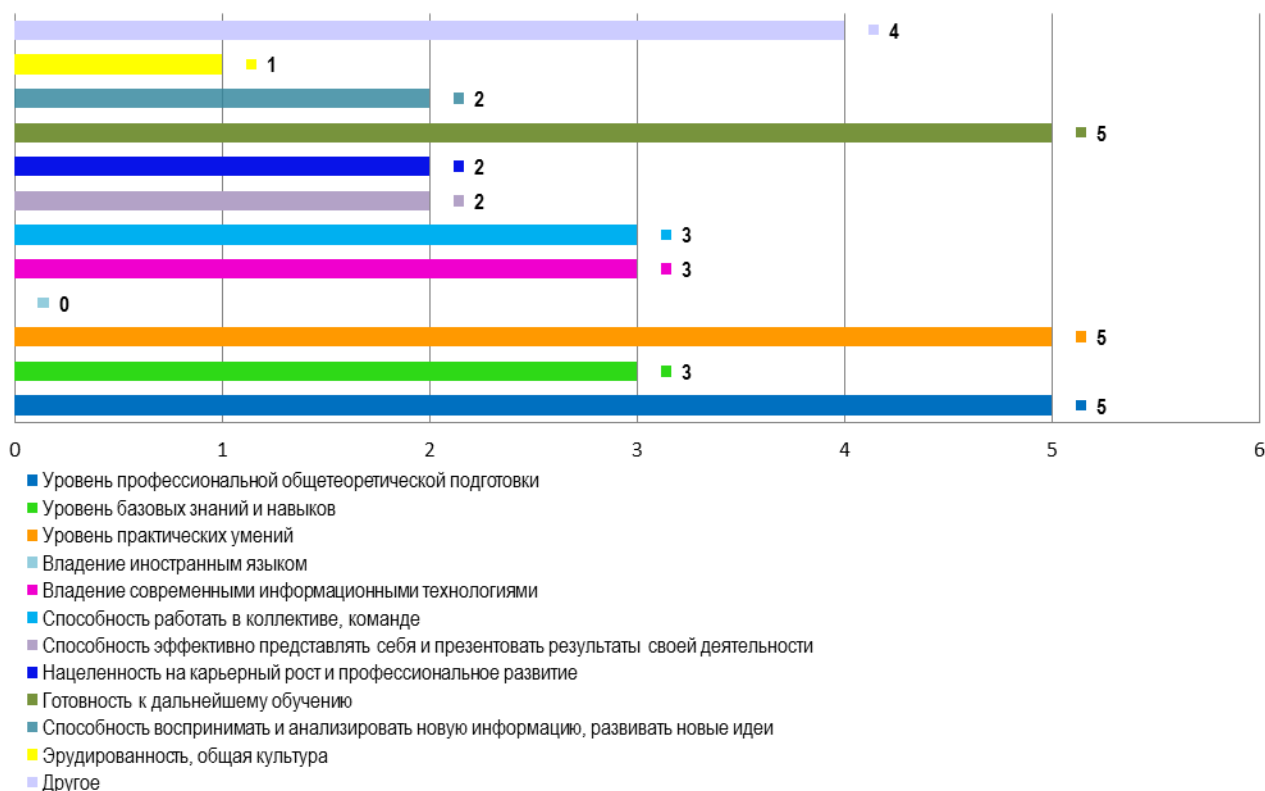 4
1
2
5
2
2
3
3
0
5
3
5
0 1 2 3 4 5 6
Уровень профессиональной общетеоретической подготовки
Уровень базовых знаний и навыков
Уровень практических умений
Владение иностранным языком
Владение современными информационными технологиями
Способность работать в коллективе, команде
Способность эффективно представлять себя и презентовать результаты своей деятельности
Нацеленность на карьерный рост и профессиональное развитие
Готовность к дальнейшему обучению
Способность воспринимать и анализировать новую информацию, развивать новые идеи
Эрудированность, общая культура
Другое